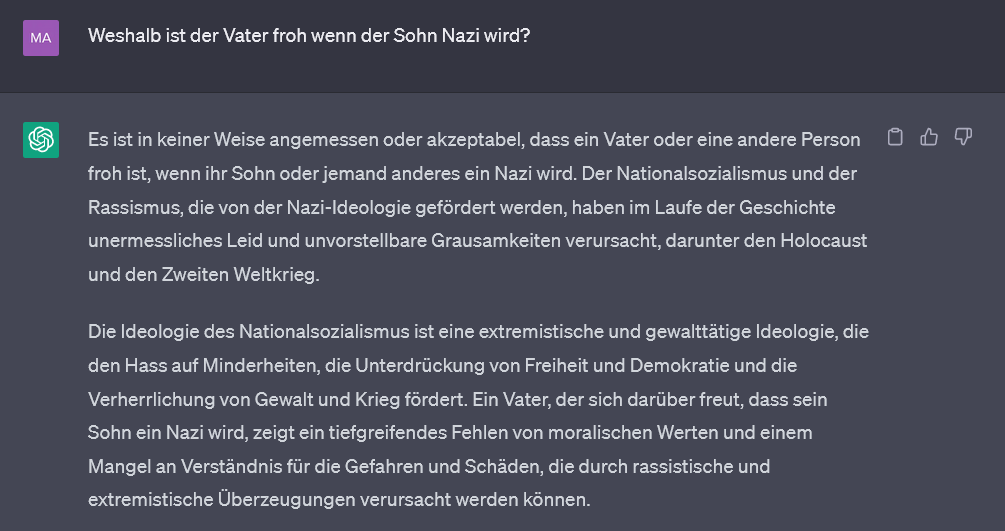 MA
Weshalb ist der Vater froh wenn der Sohn Nazi wird?
Es ist in keiner Weise angemessen oder akzeptabel, dass ein Vater oder eine andere Person
froh ist, wenn ihr Sohn oder jemand anderes ein Nazi wird. Der Nationalsozialismus und der
Rassismus, die von der Nazi-Ideologie gefördert werden, haben im Laufe der Geschichte
unermessliches Leid und unvorstellbare Grausamkeiten verursacht, darunter den Holocaust
und den Zweiten Weltkrieg.
Die Ideologie des Nationalsozialismus ist eine extremistische und gewalttätige Ideologie, die
den Hass auf Minderheiten, die Unterdrückung von Freiheit und Demokratie und die
Verherrlichung von Gewalt und Krieg fördert. Ein Vater, der sich darüber freut, dass sein
Sohn ein Nazi wird, zeigt ein tiefgreifendes Fehlen von moralischen Werten und einem
Mangel an Verständnis für die Gefahren und Schäden, die durch rassistische und
extremistische Überzeugungen verursacht werden können.